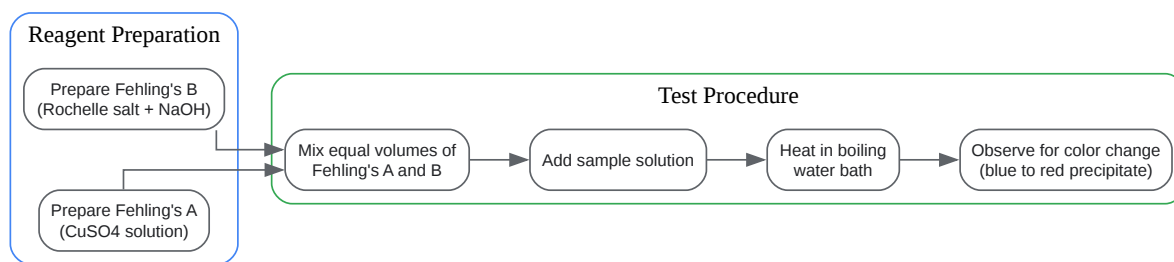 Reagent Preparation
Prepare Fehling's B
(Rochelle salt + NaOH)
Prepare Fehling's A
(CuSO4 solution)
Test Procedure
Mix equal volumes of
Fehling's A and B
Add sample solution
Heat in boiling
water bath
Observe for color change
(blue to red precipitate)